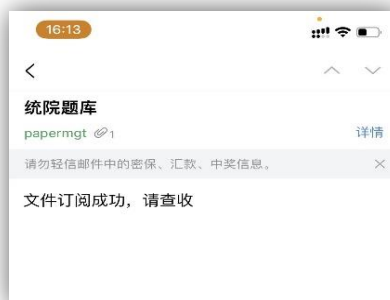 16:13
统院题库
papermgt 1
详情
请勿轻信邮件中的密保、汇款、中奖信息。
文件订阅成功，请查收